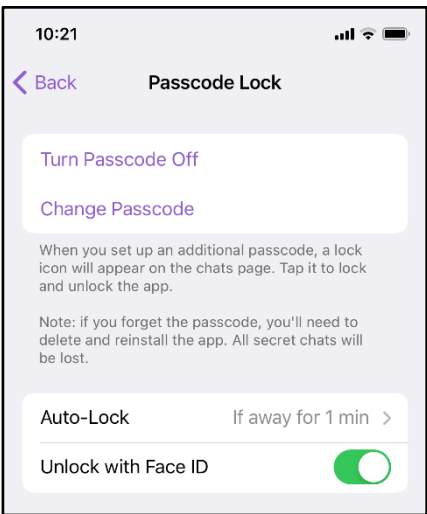 10:21
Back
Passcode Lock
Turn Passcode Off
Change Passcode
When you set up an additional passcode, a lock
icon will appear on the chats page. Tap it to lock
and unlock the app.
Note: if you forget the passcode, you'll need to
delete and reinstall the app. All secret chats will
be lost.
Auto-Lock
If away for 1 min
Unlock with Face ID